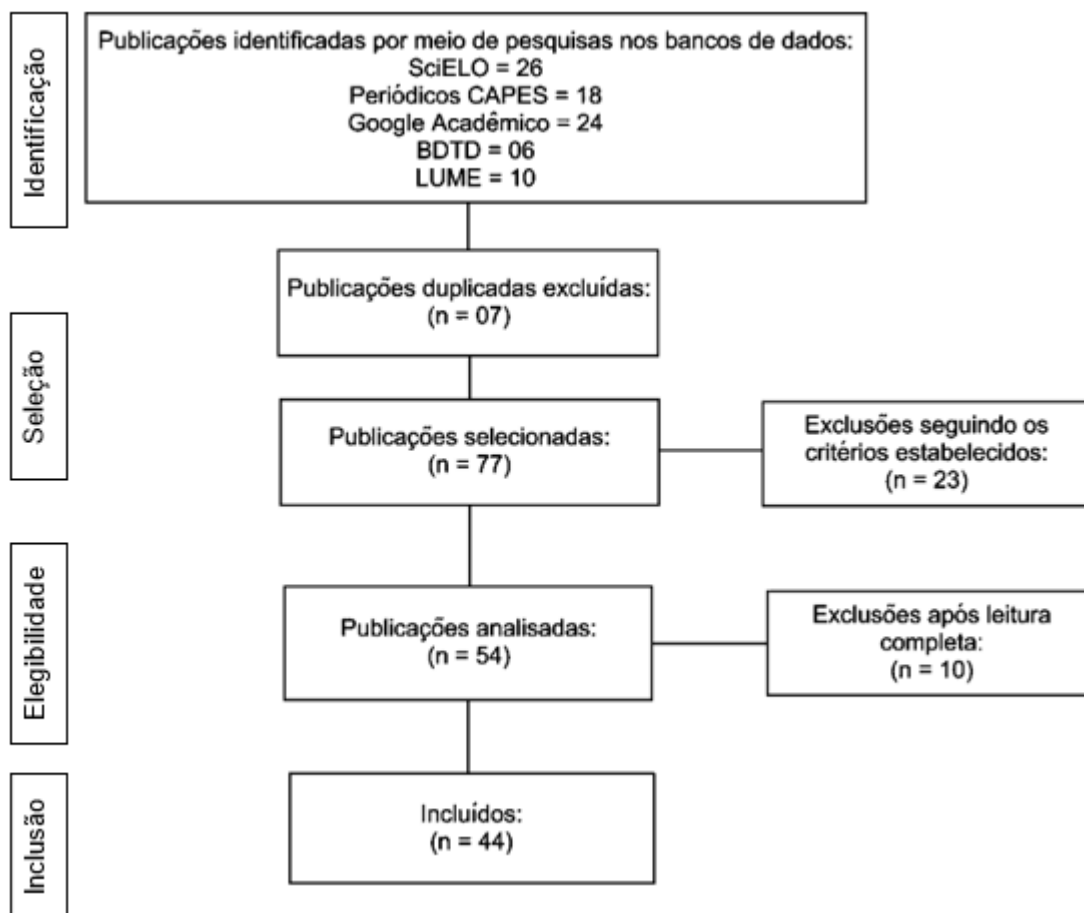 Identificação
Publicações identificadas por meio de pesquisas nos bancos de dados:
SciELO = 26
Periódicos CAPES = 18
Google Acadêmico = 24
BDTD = 06
LUME = 10
Publicações duplicadas excluídas:
(n = 07)
Seleção
Publicações selecionadas:
(n = 77)
Exclusões seguindo os
critérios estabelecidos:
(n = 23)
Elegibilidade
Publicações analisadas:
(n = 54)
Exclusões após leitura
completa:
(n = 10)
Inclusão
Incluídos:
(n = 44)